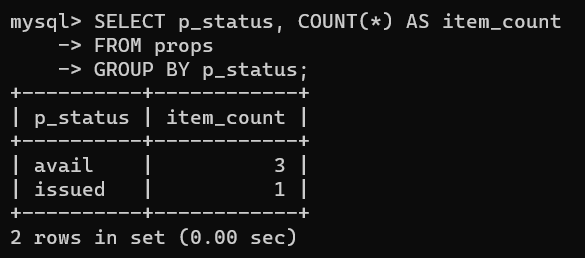 mysql> SELECT p_status, COUNT(*) AS item_count
    -> FROM props
    -> GROUP BY p_status;
+----------+------------+
| p_status | item_count |
+----------+------------+
| avail    |          3 |
| issued   |          1 |
+----------+------------+
2 rows in set (0.00 sec)